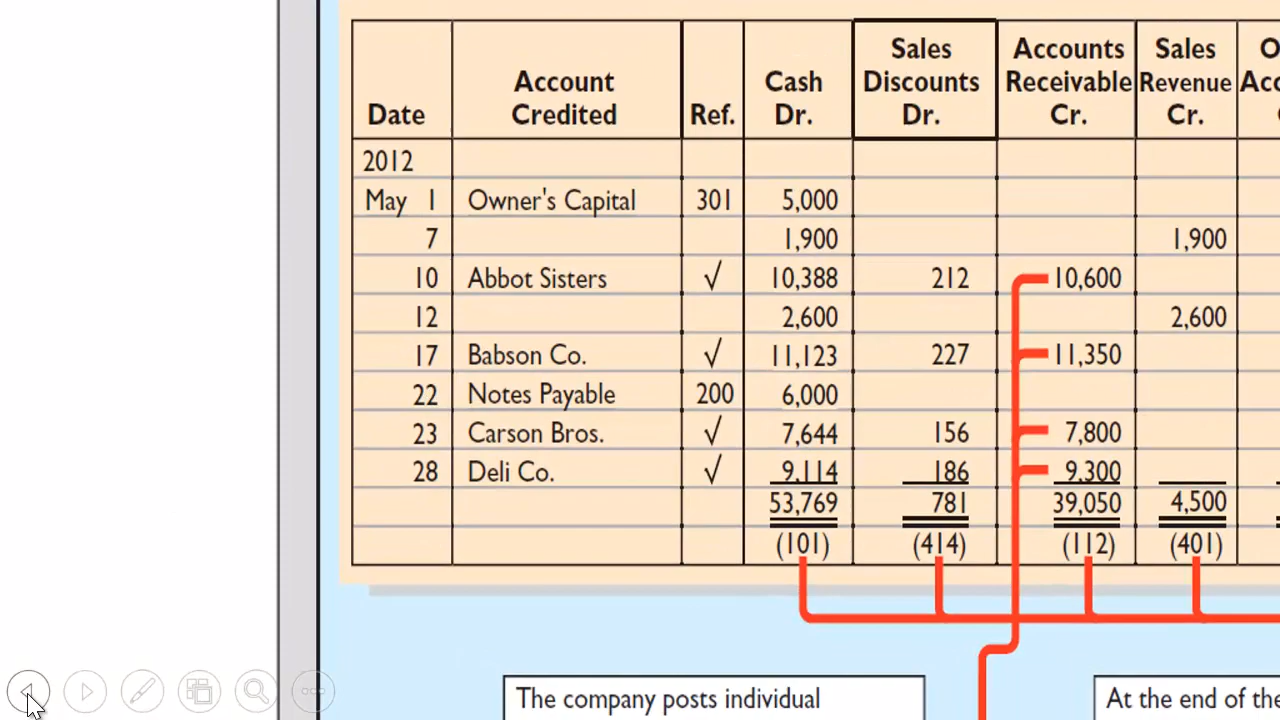 Date Account Credited Ref. Cash Dr. Sales Discounts Dr. Accounts Receivable Cr. Sales Revenue Cr.
2012
May 1 Owner's Capital 301 5,000
7 1,900 1,900
10 Abbot Sisters √ 10,388 212 10,600
12 2,600 2,600
17 Babson Co. √ 11,123 227 11,350
22 Notes Payable 200 6,000
23 Carson Bros. √ 7,644 156 7,800
28 Deli Co. √ 9,114 186 9,300
53,769 781 39,050 4,500
(101) (414) (112) (401)
The company posts individual
At the end of the